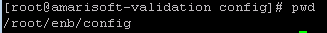 [root@amarisoft-validation config]# pwd
/root/enb/config